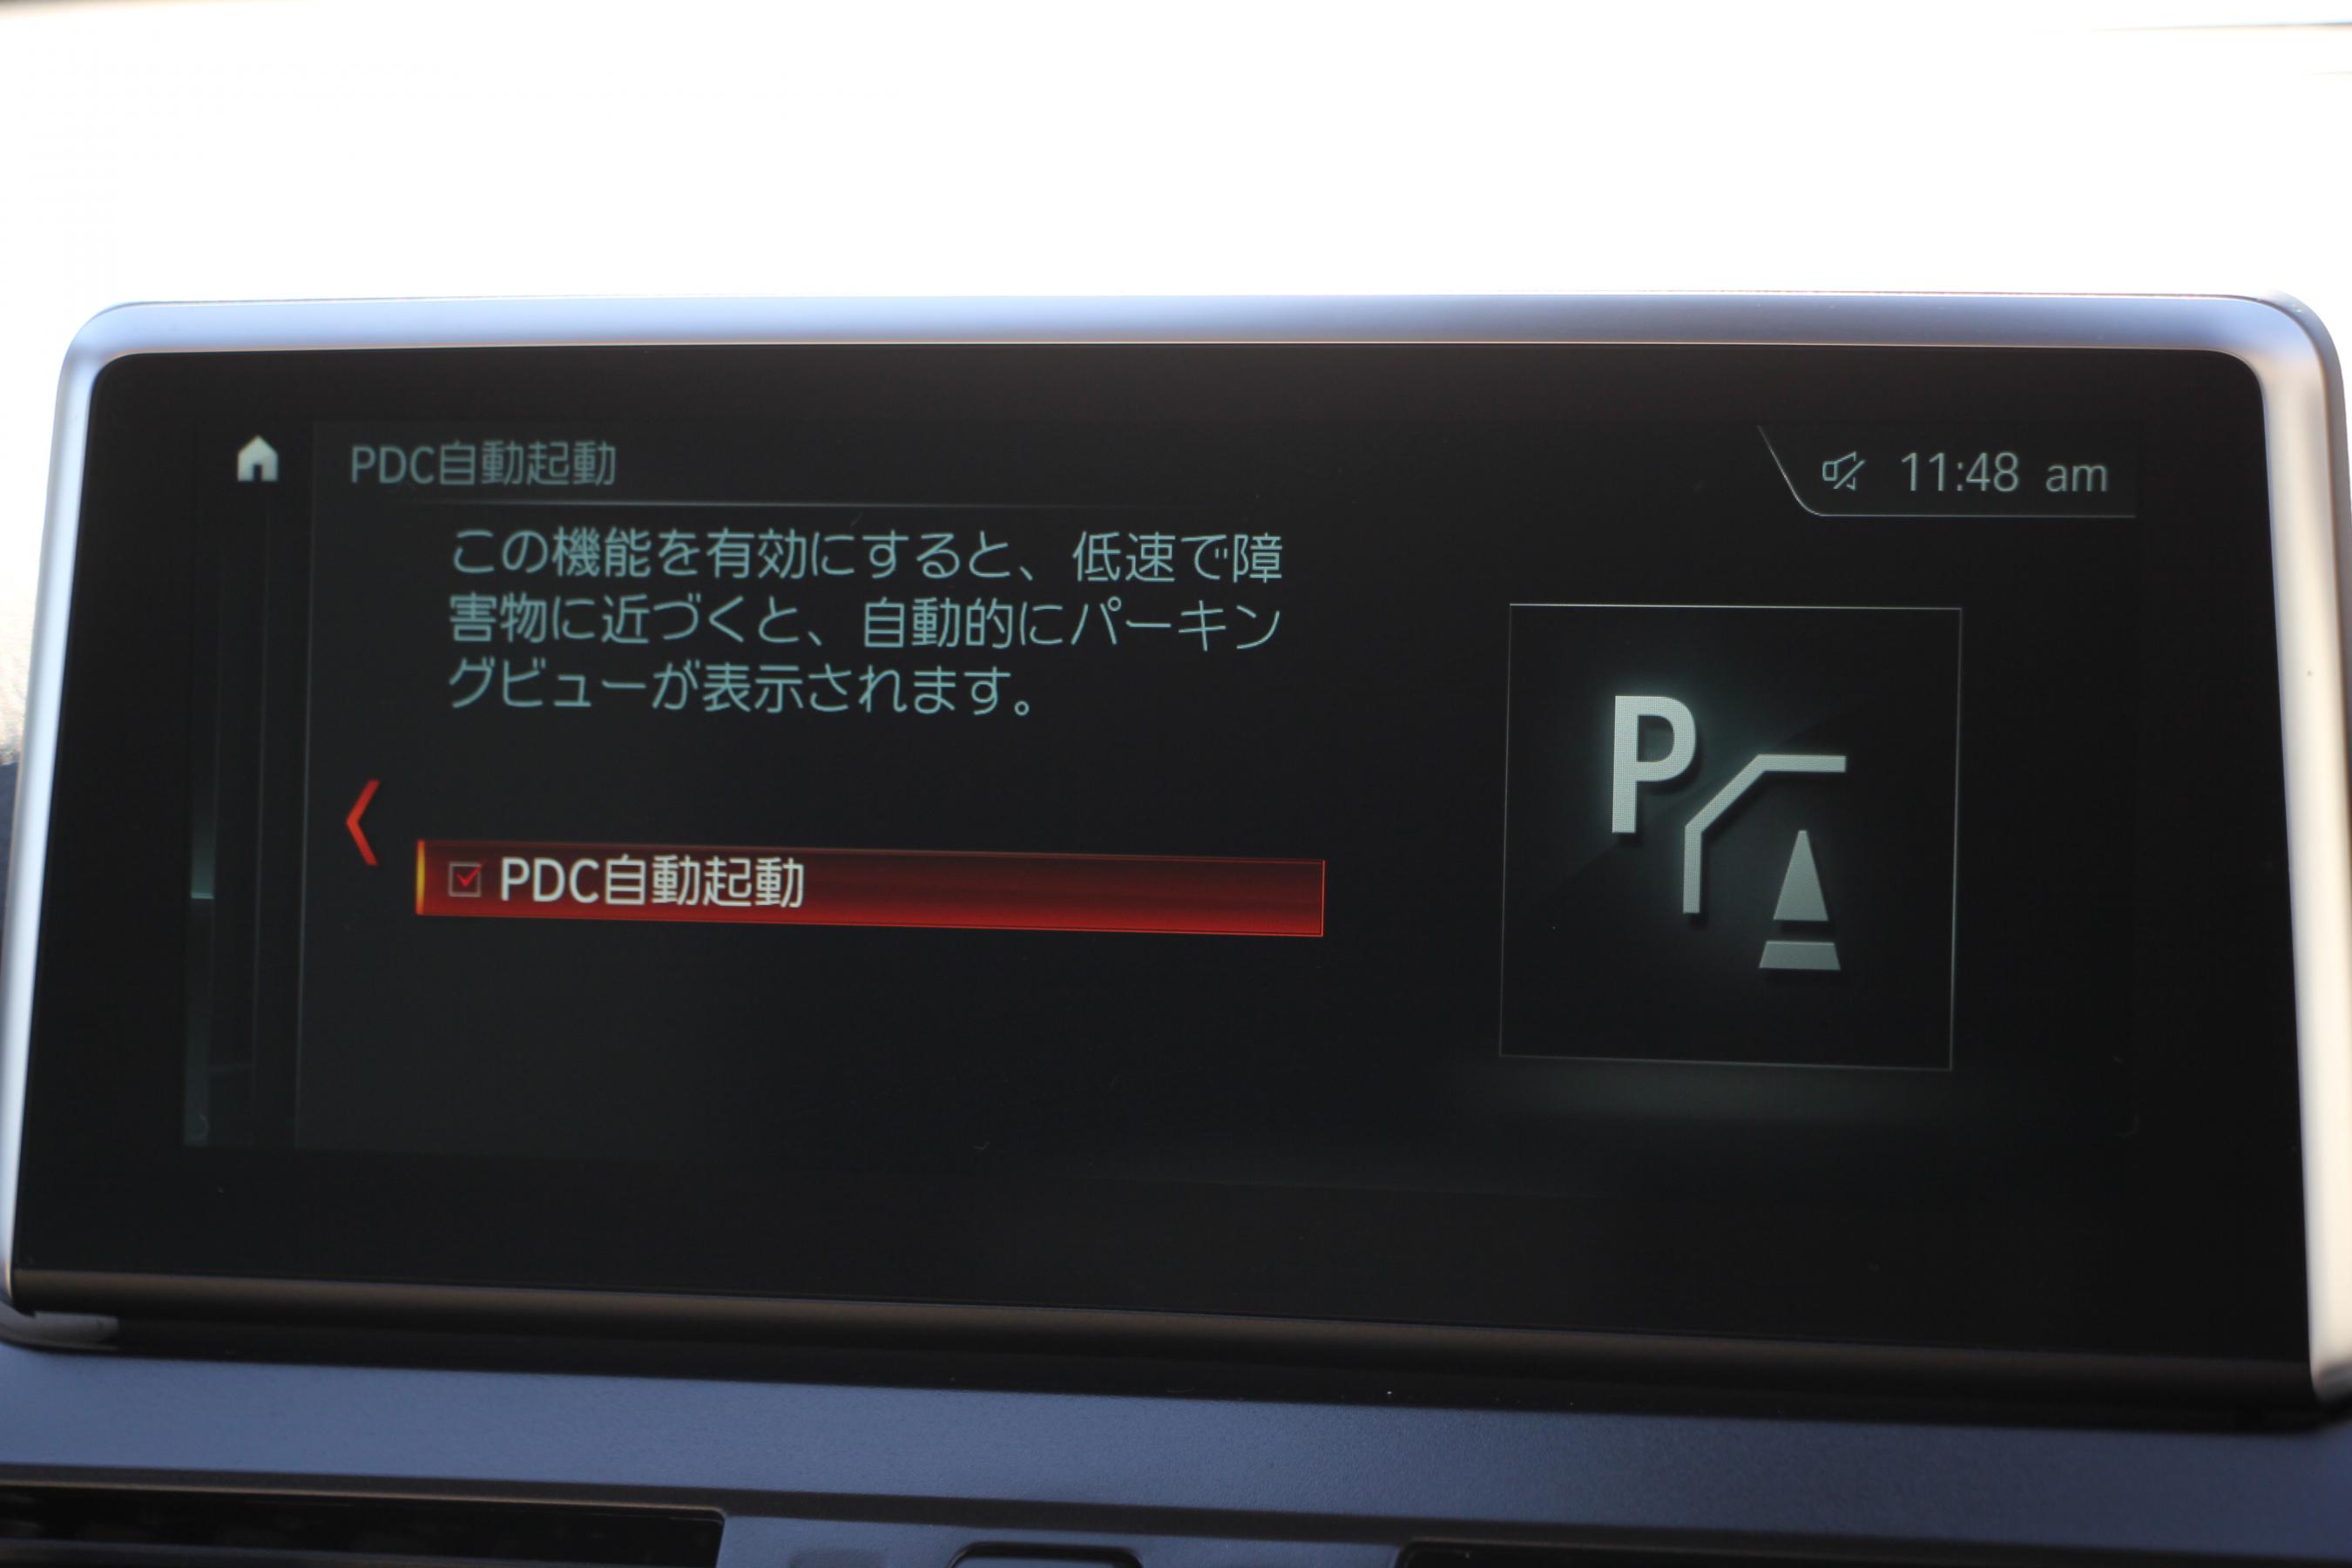 PDC自動起動
11:48 am
この機能を有効にすると、低速で障
害物に近づくと、自動的にパーキン
グビューが表示されます。
PDC自動起動
P